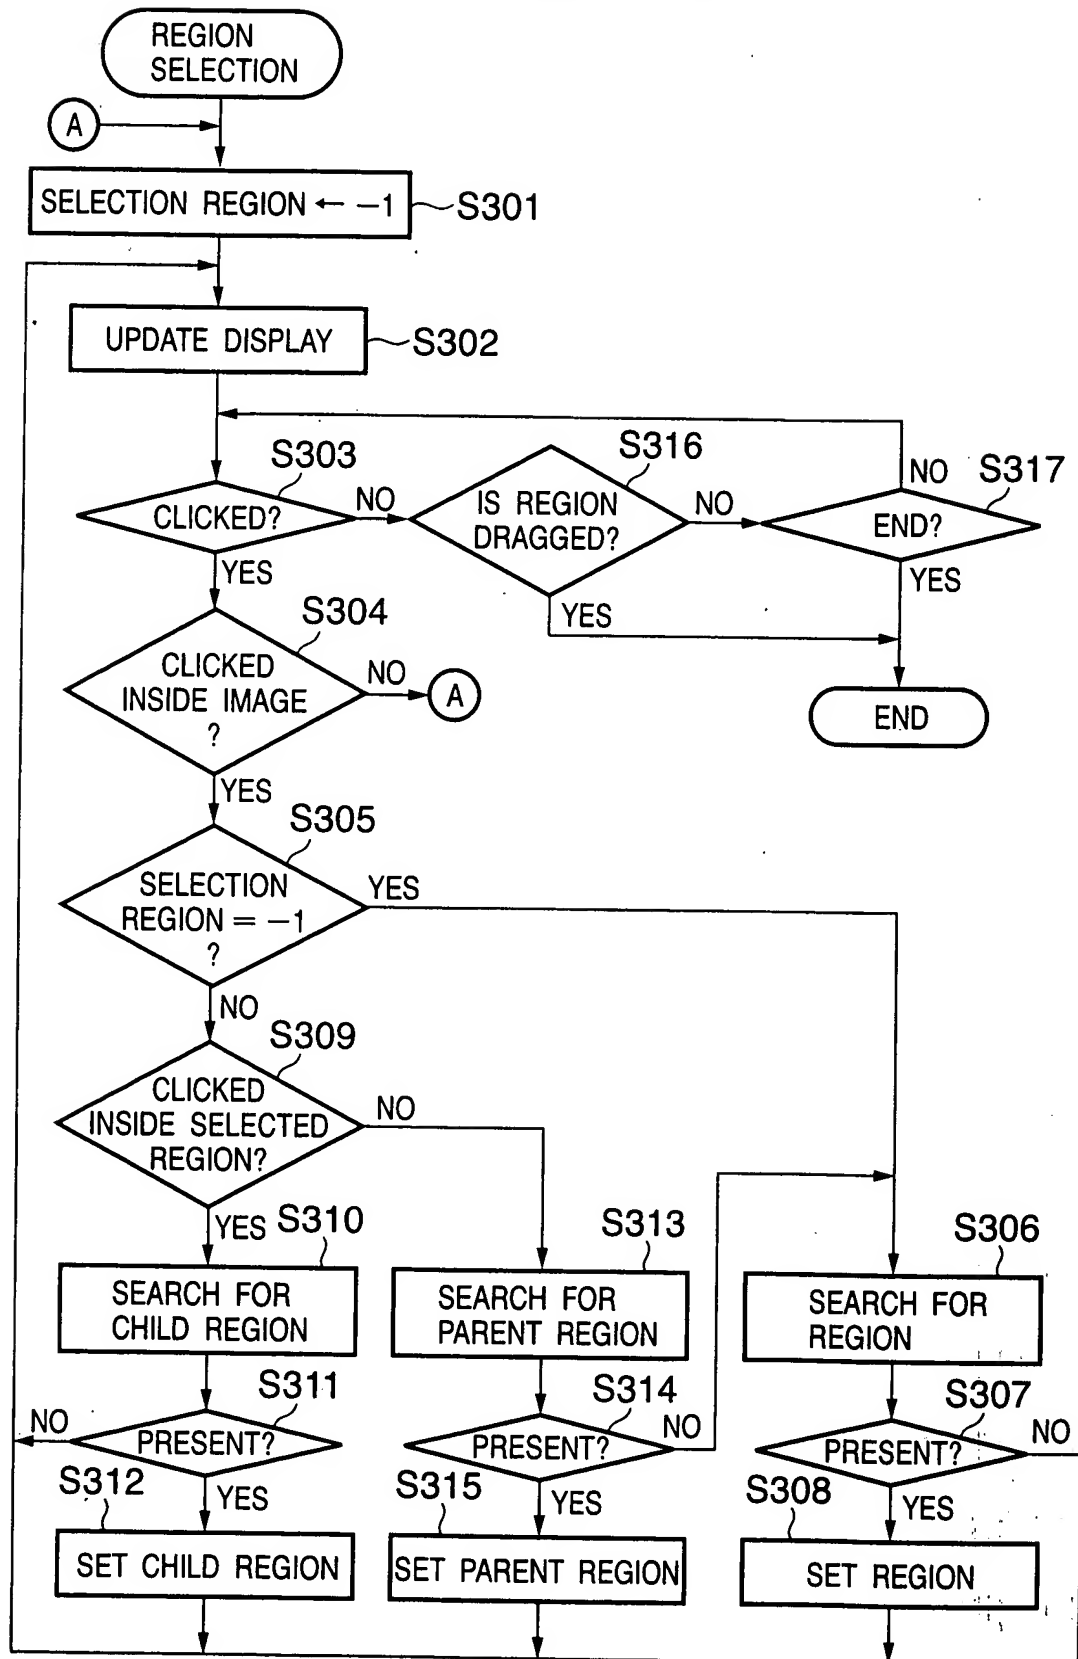 REGION
SELECTION
A
SELECTION REGION ← −1
S301
UPDATE DISPLAY
S302
S303
CLICKED?
NO
YES
S316
IS REGION
DRAGGED?
NO
YES
S317
END?
NO
YES
END
S304
CLICKED
INSIDE IMAGE
?
NO
A
YES
S305
SELECTION
REGION = −1
?
YES
NO
S309
CLICKED
INSIDE SELECTED
REGION?
NO
YES
S310
SEARCH FOR
CHILD REGION
S313
SEARCH FOR
PARENT REGION
S306
SEARCH FOR
REGION
S311
PRESENT?
NO
YES
S314
PRESENT?
NO
YES
S307
PRESENT?
NO
YES
S312
SET CHILD REGION
S315
SET PARENT REGION
S308
SET REGION